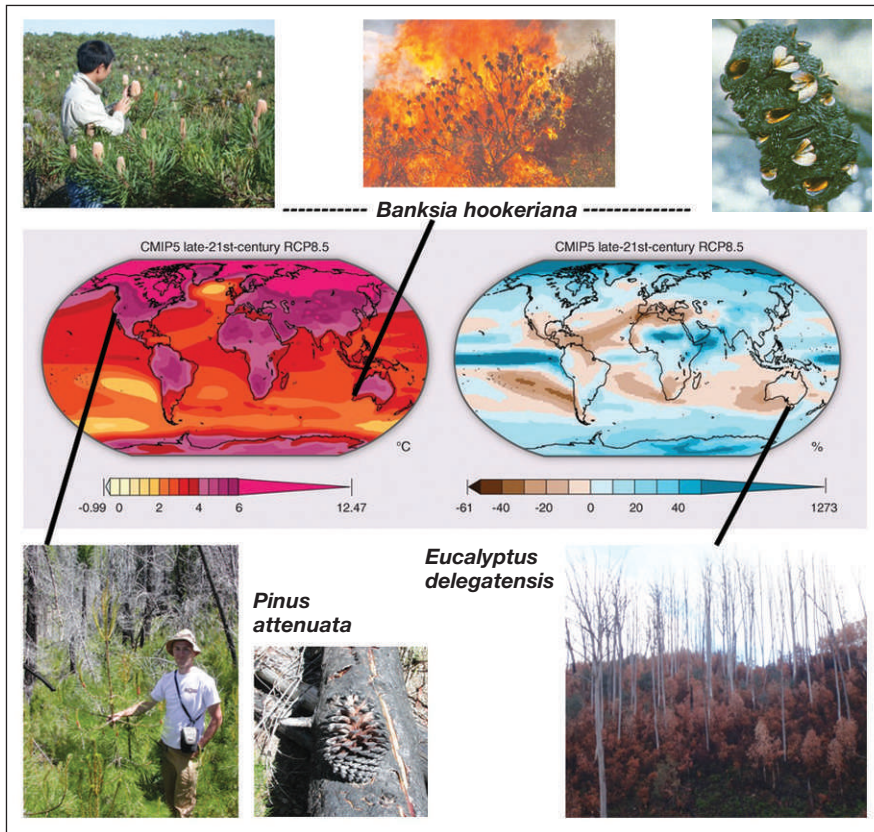 Banksia hookeriana
CMIP5 late-21st-century RCP8.5
CMIP5 late-21st-century RCP8.5
°C
%
-0.99 0 2 4 6 12.47
-61 -40 -20 0 20 40 1273
Eucalyptus
delegatensis
Pinus
attenuata